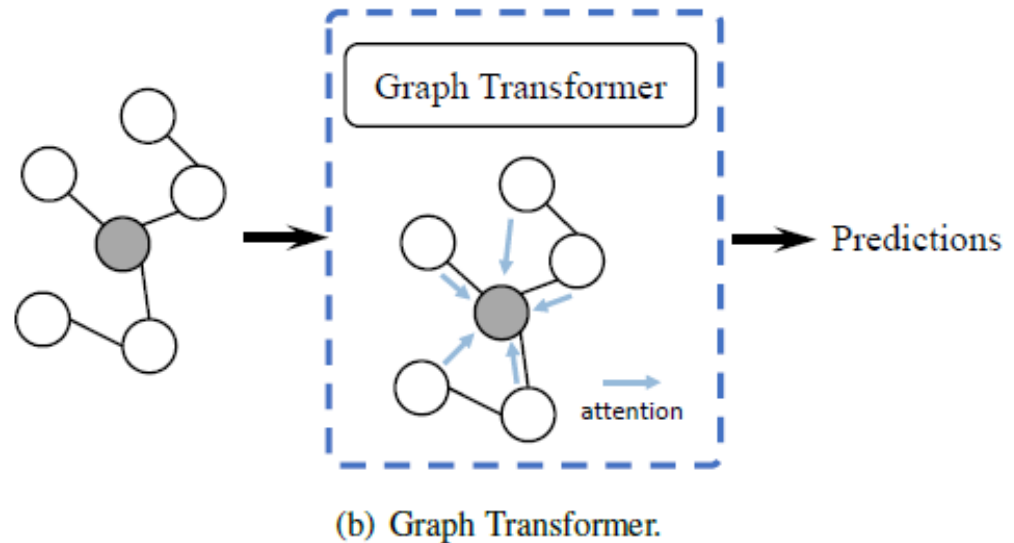 Graph Transformer
Predictions
attention
(b) Graph Transformer.